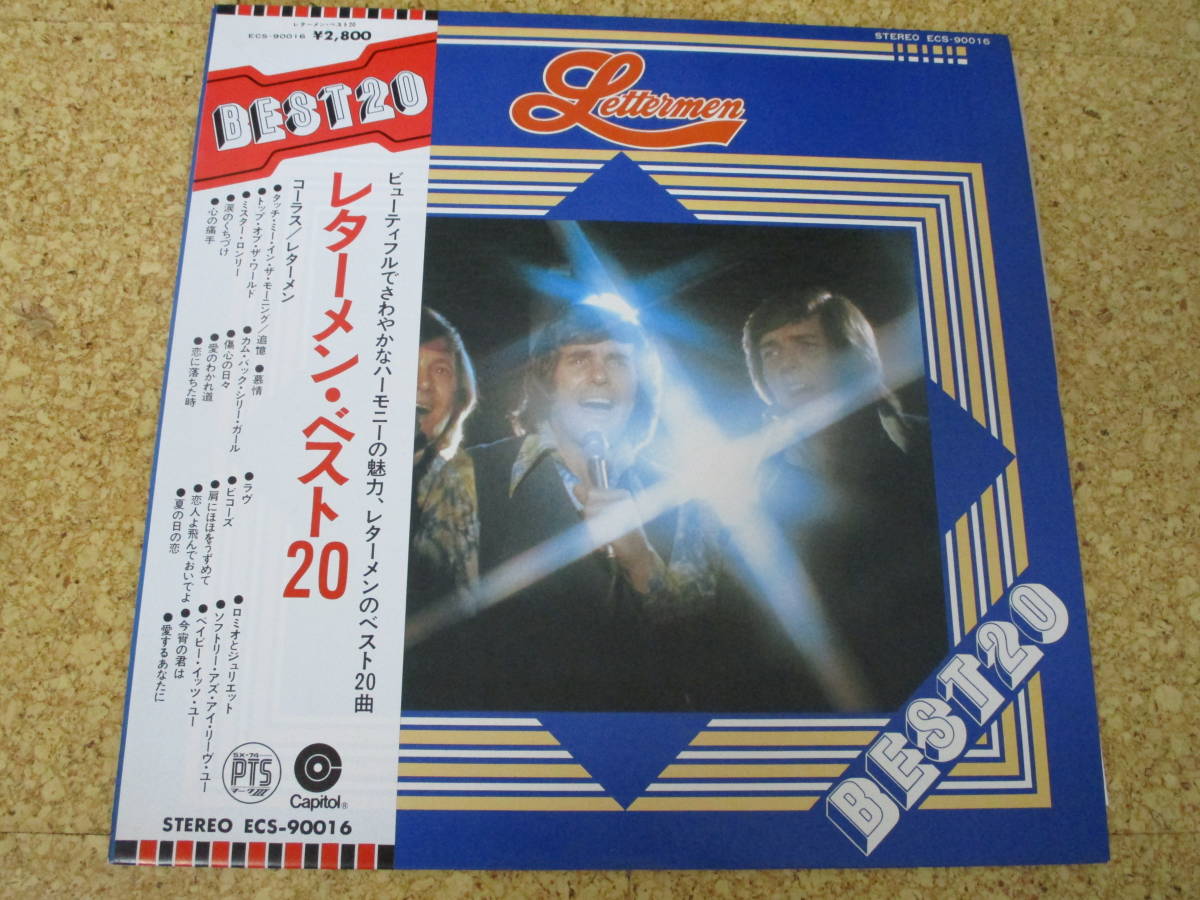 レターメン・ベスト20
ECS-90016 ¥2,800
BEST20
ビューティフルでさわやかなハーモニーの魅力、レターメンのベスト20曲
レターメン・ベスト20
コーラス/レターメン
●タッチ・ミー・イン・ザ・モーニング/追憶
●トップ・オブ・ザ・ワールド
●ミスター・ロンリー
●涙のくちづけ
●心の痛手
●慕情
●カム・バック・シリー・ガール
●傷心の日々
●愛のわかれ道
●恋に落ちた時
●ラヴ
●ビコーズ
●肩にほほをうずめて
●恋人よ飛んでおいでよ
●夏の日の恋
●ロミオとジュリエット
●ソフトリー・アズ・アイ・リーヴ・ユー
●ベイビー・イッツ・ユー
●今宵の君は
●愛するあなたに
SX-74
PTS
マークIII
Capitol®
STEREO ECS-90016
STEREO ECS-90016
Lettermen
BEST20